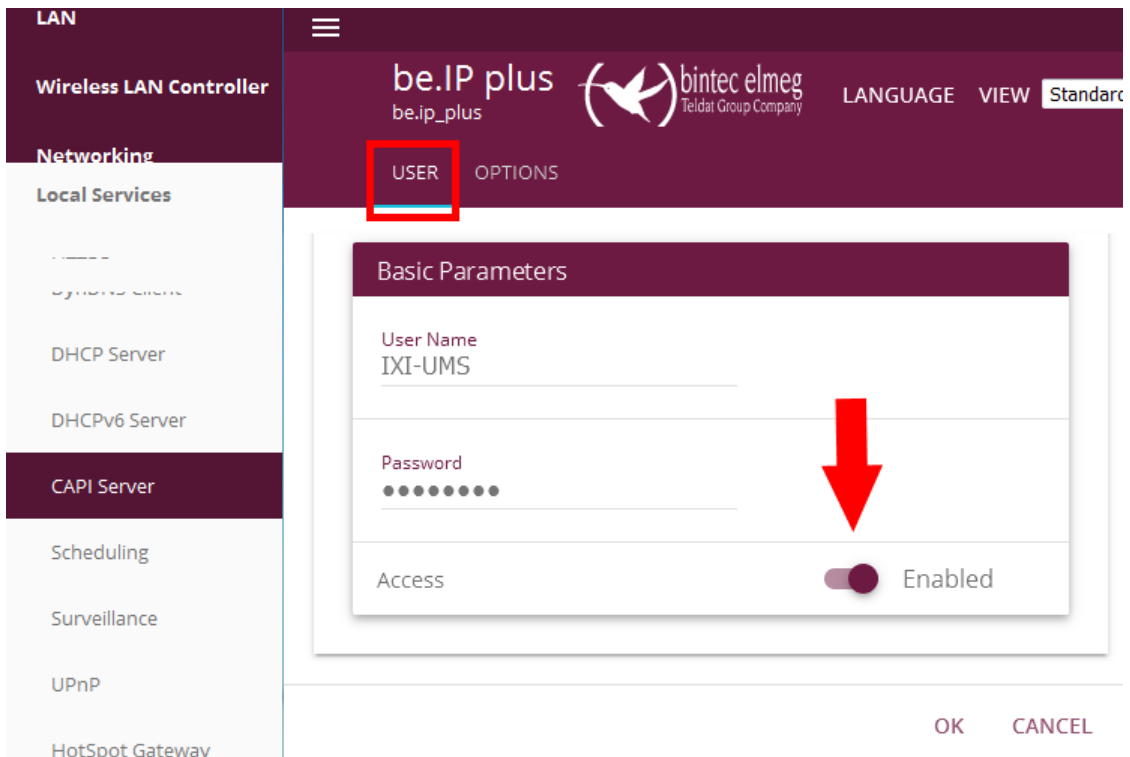 LAN
Wireless LAN Controller
Networking
Local Services
DHCP Server
DHCPv6 Server
CAPI Server
Scheduling
Surveillance
UPnP
HotSpot Gateway
be.IP plus
be.ip_plus
bintec elmeg
Teldat Group Company
LANGUAGE VIEW Standard
USER OPTIONS
Basic Parameters
User Name
IXI-UMS
Password
Access Enabled
OK CANCEL